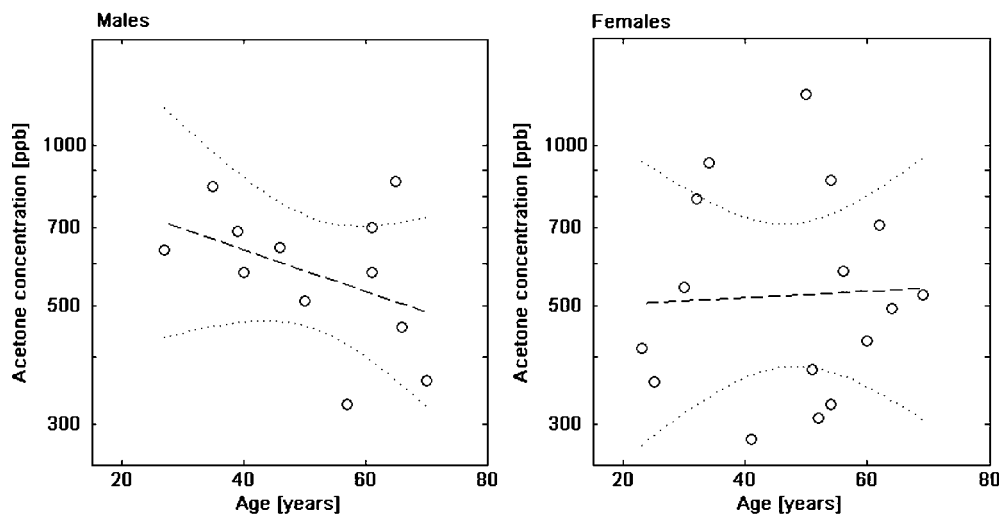 Males
Acetone concentration [ppb]
1000
700
500
300
20 40 60 80
Age [years]
Females
Acetone concentration [ppb]
1000
700
500
300
20 40 60 80
Age [years]